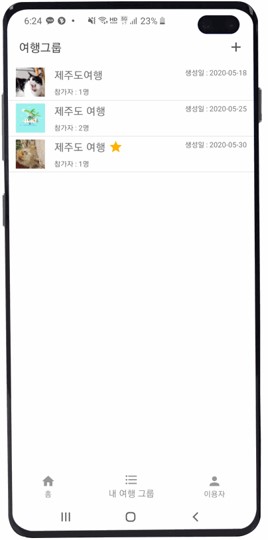 6:24
23%
여행그룹
+
제주도여행
생성일 : 2020-05-18
참가자 : 1명
제주도 여행
생성일 : 2020-05-25
참가자 : 2명
제주도 여행
생성일 : 2020-05-30
참가자 : 1명
홈
내 여행 그룹
이용자